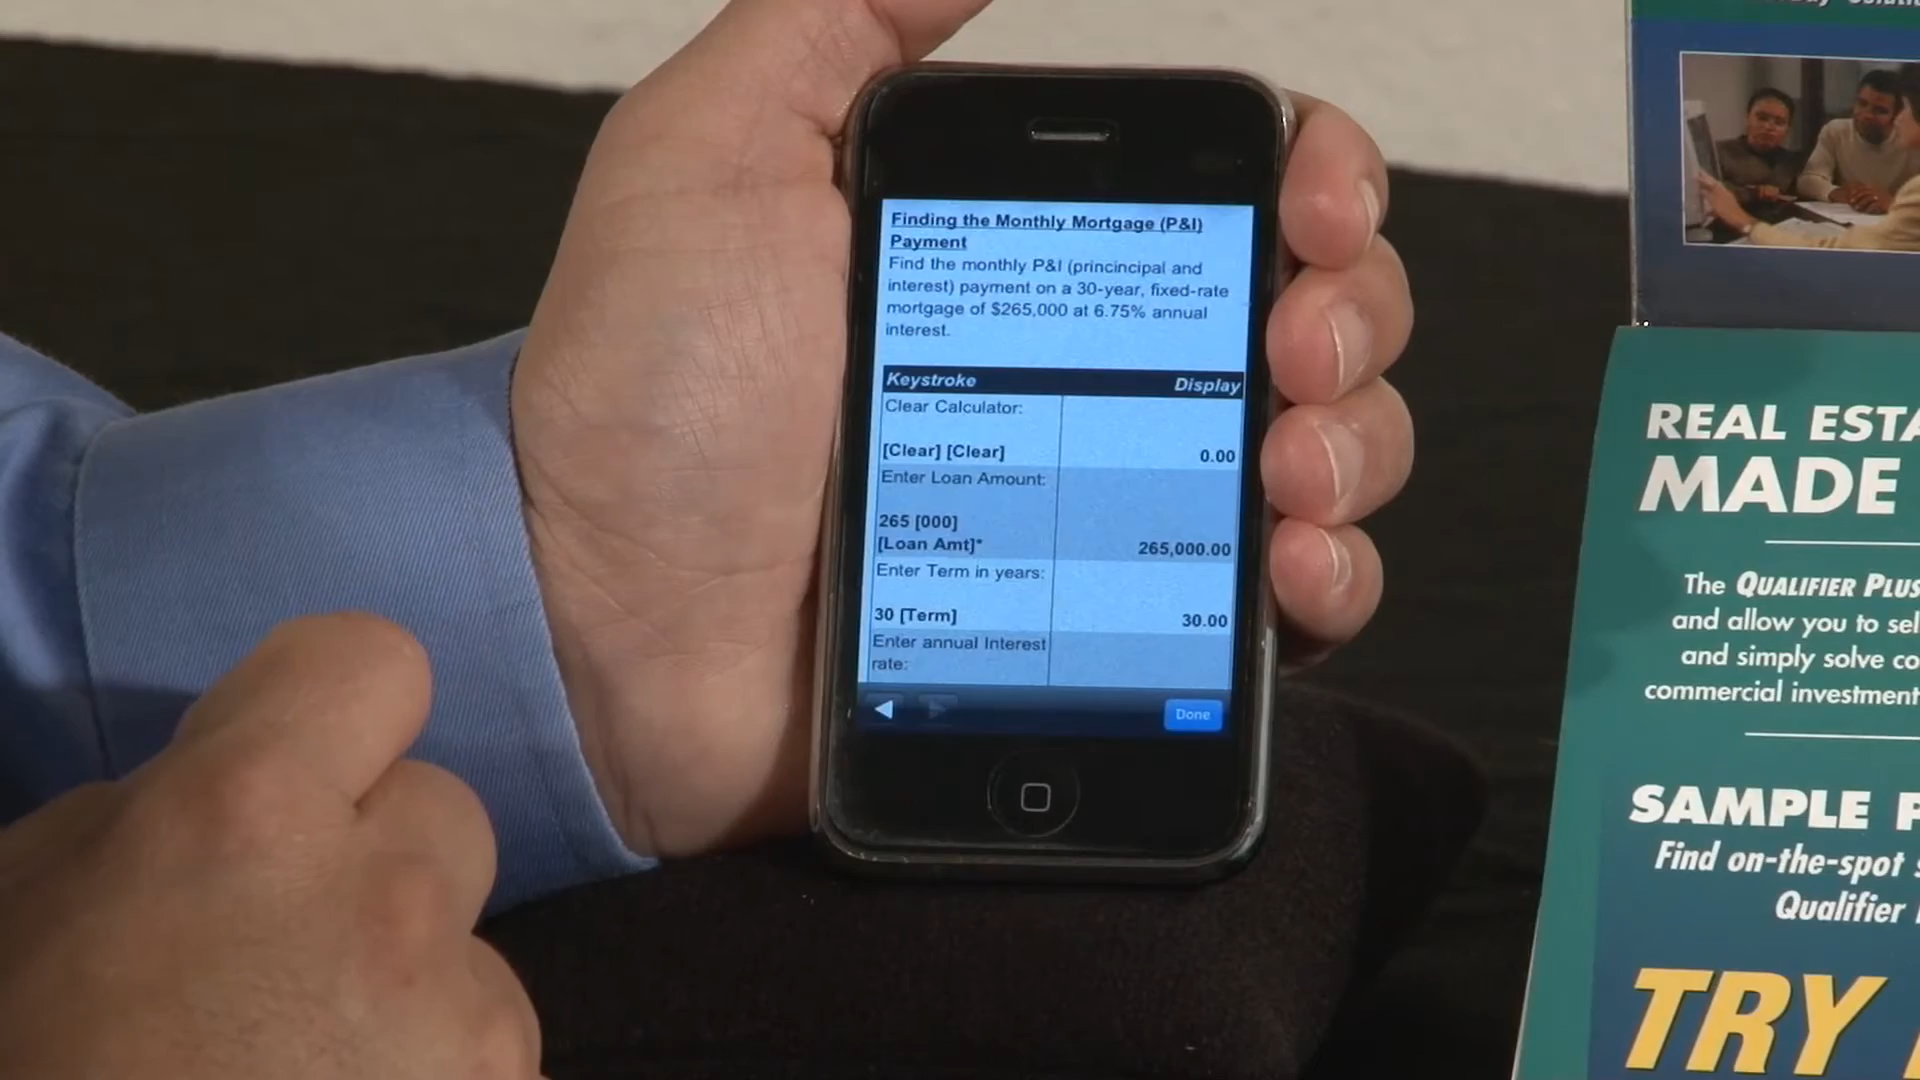 Finding the Monthly Mortgage (P&I)
Payment
Find the monthly P&I (princincipal and
interest) payment on a 30-year, fixed-rate
mortgage of $265,000 at 6.75% annual
interest.
Keystroke Display
Clear Calculator:
[Clear] [Clear] 0.00
Enter Loan Amount:
265 [000]
[Loan Amt]* 265,000.00
Enter Term in years:
30 [Term] 30.00
Enter annual Interest
rate:
Done
REAL ESTA
MADE
The QUALIFIER PLUS
and allow you to sel
and simply solve co
commercial investment
SAMPLE
Find on-the-spot
Qualifier
TRY